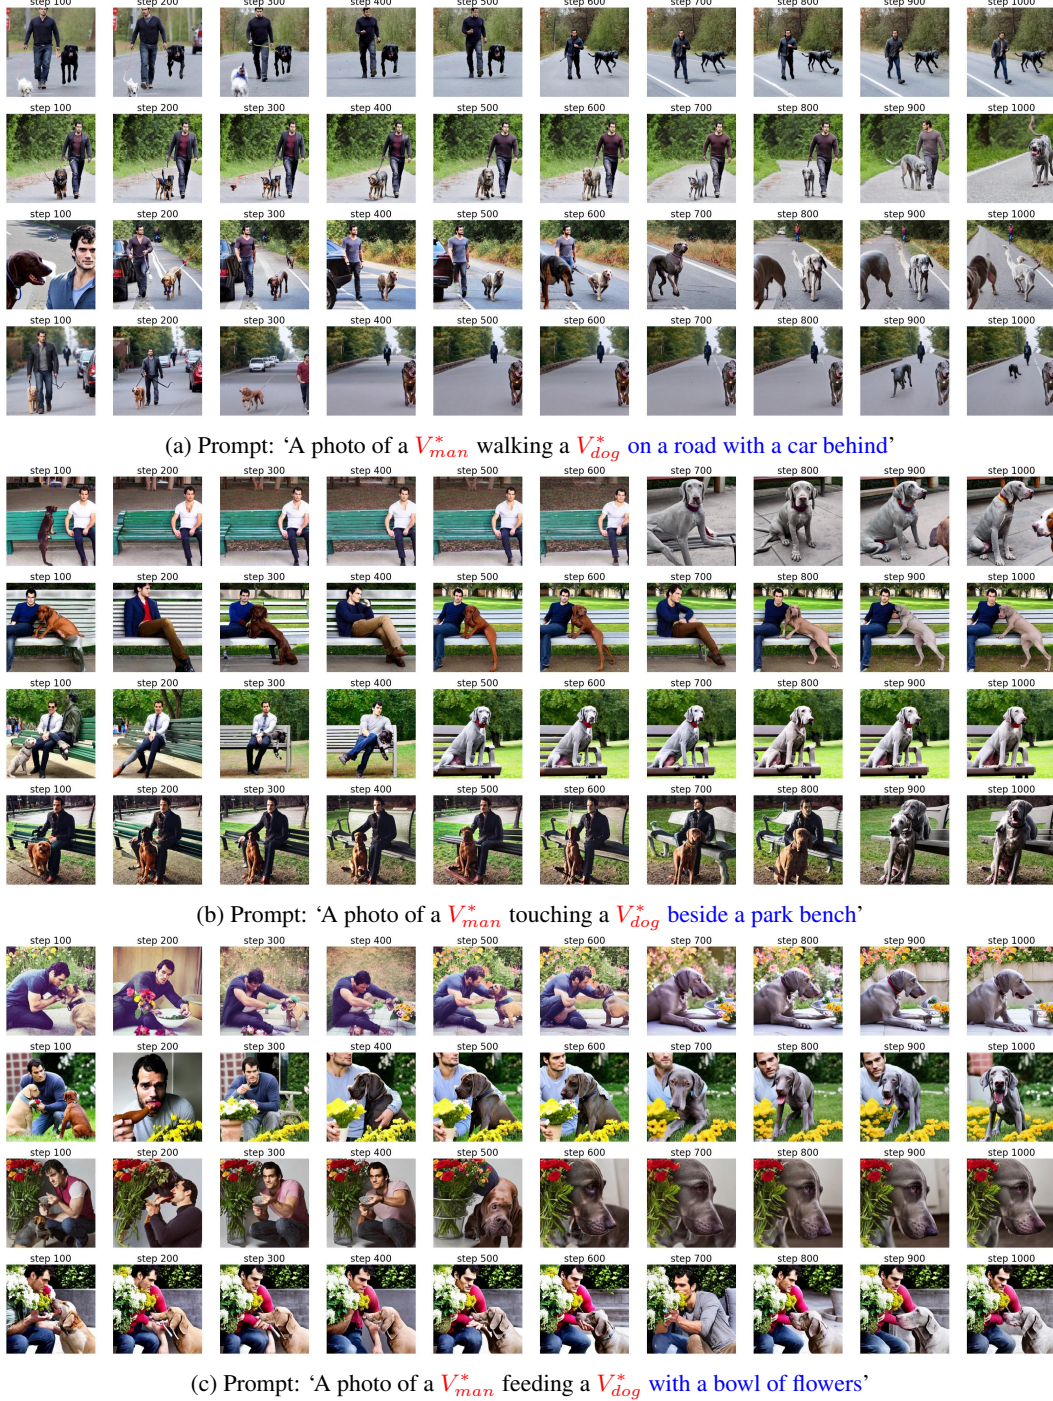 step 100 step 200 step 300 step 400 step 500 step 600 step 700 step 800 step 900 step 1000
step 100 step 200 step 300 step 400 step 500 step 600 step 700 step 800 step 900 step 1000
step 100 step 200 step 300 step 400 step 500 step 600 step 700 step 800 step 900 step 1000
step 100 step 200 step 300 step 400 step 500 step 600 step 700 step 800 step 900 step 1000
(a) Prompt: ‘A photo of a V*man walking a V*dog on a road with a car behind’
step 100 step 200 step 300 step 400 step 500 step 600 step 700 step 800 step 900 step 1000
step 100 step 200 step 300 step 400 step 500 step 600 step 700 step 800 step 900 step 1000
step 100 step 200 step 300 step 400 step 500 step 600 step 700 step 800 step 900 step 1000
step 100 step 200 step 300 step 400 step 500 step 600 step 700 step 800 step 900 step 1000
(b) Prompt: ‘A photo of a V*man touching a V*dog beside a park bench’
step 100 step 200 step 300 step 400 step 500 step 600 step 700 step 800 step 900 step 1000
step 100 step 200 step 300 step 400 step 500 step 600 step 700 step 800 step 900 step 1000
step 100 step 200 step 300 step 400 step 500 step 600 step 700 step 800 step 900 step 1000
step 100 step 200 step 300 step 400 step 500 step 600 step 700 step 800 step 900 step 1000
(c) Prompt: ‘A photo of a V*man feeding a V*dog with a bowl of flowers’